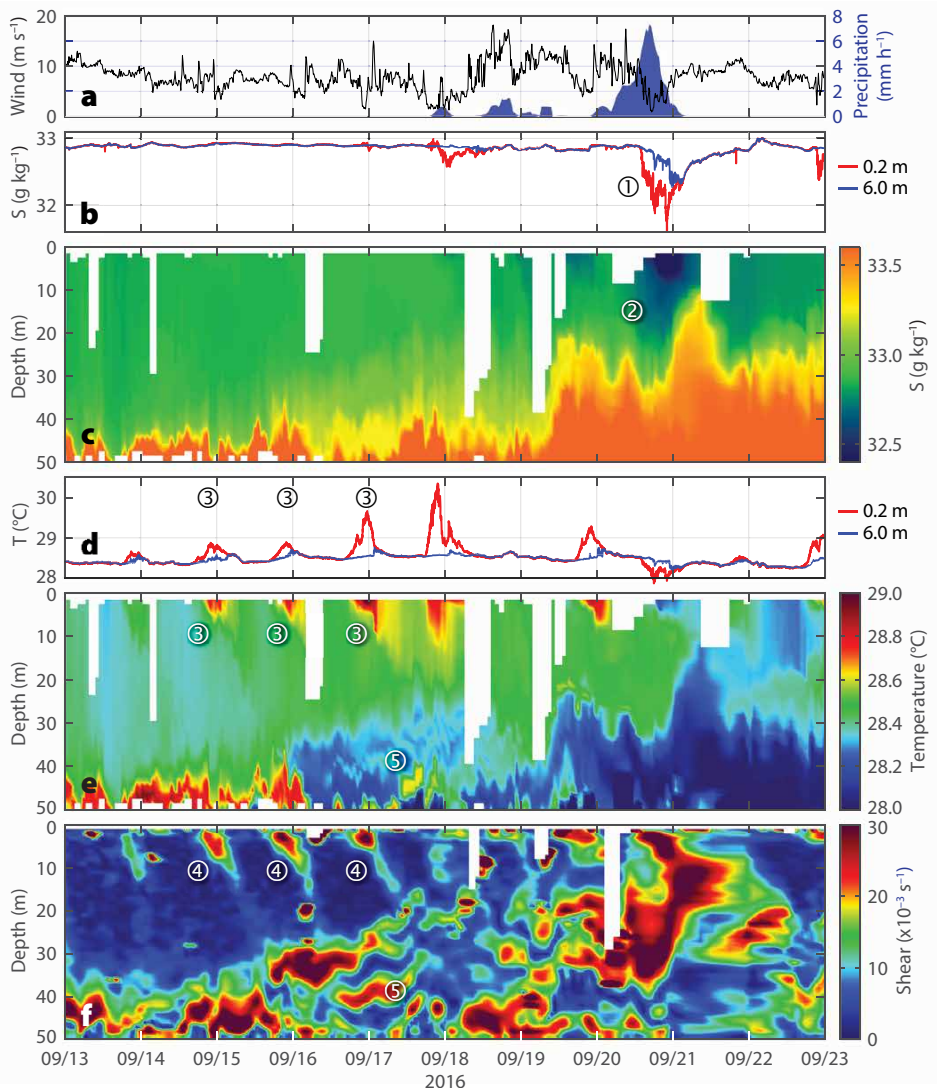 20
10
0
Wind (m s⁻¹)
a
8
6
4
2
0
Precipitation
(mm h⁻¹)
33
32
S (g kg⁻¹)
b
①
0.2 m
6.0 m
0
10
20
30
40
50
Depth (m)
c
②
33.5
33.0
32.5
S (g kg⁻¹)
30
29
28
T (°C)
d
③
③
③
0.2 m
6.0 m
0
10
20
30
40
50
Depth (m)
e
③
③
③
⑤
29.0
28.8
28.6
28.4
28.2
28.0
Temperature (°C)
0
10
20
30
40
50
Depth (m)
f
④
④
④
⑤
30
20
10
0
Shear (x10⁻³ s⁻¹)
09/13 09/14 09/15 09/16 09/17 09/18 09/19 09/20 09/21 09/22 09/23
2016